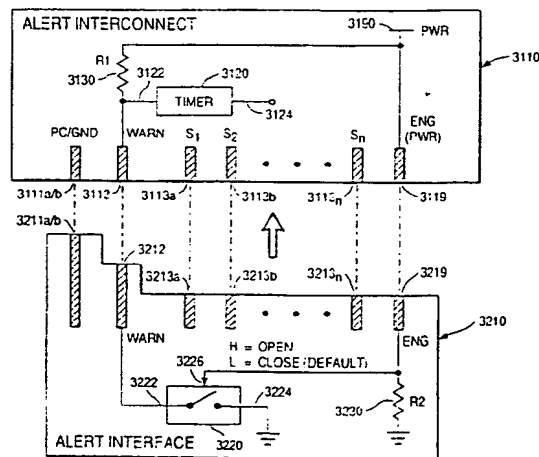 ALERT INTERCONNECT
3190
PWR
3110
R1
3130
3122
3120
TIMER
3124
PC/GND
WARN
S1
S2
Sn
ENG
(PWR)
3111a/b
3112
3113a
3113b
3113n
3119
3211a/b
3212
3213a
3213b
3213n
3219
3210
WARN
H = OPEN
L = CLOSE (DEFAULT)
ENG
3226
3222
3224
3220
3230
R2
ALERT INTERFACE